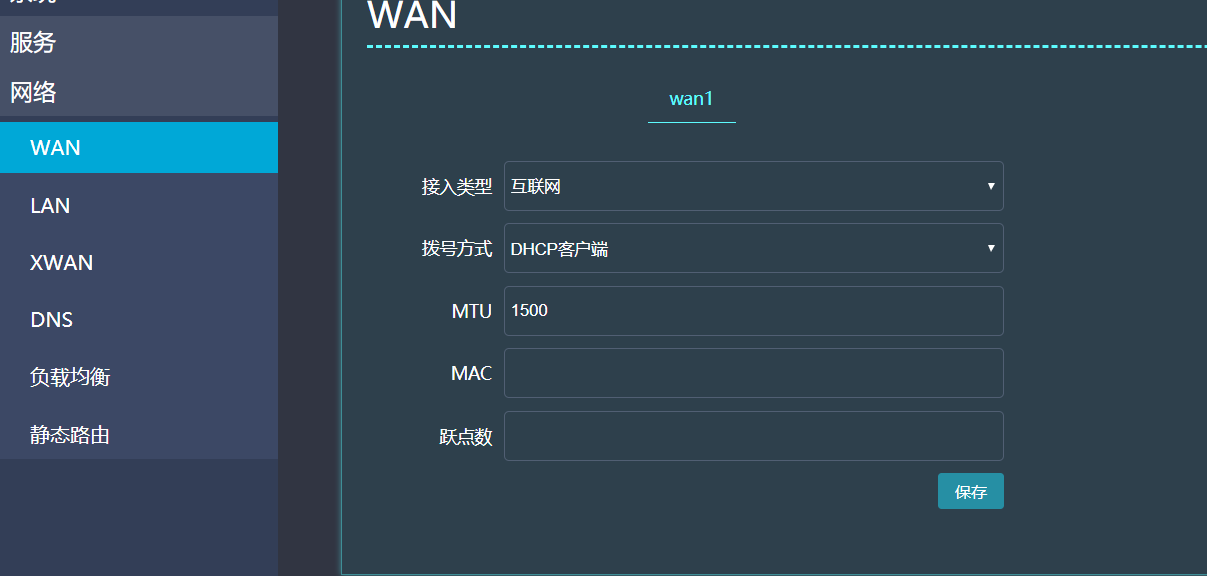 服务
网络
WAN
LAN
XWAN
DNS
负载均衡
静态路由
WAN
wan1
接入类型 互联网
拨号方式 DHCP客户端
MTU 1500
MAC
跃点数
保存